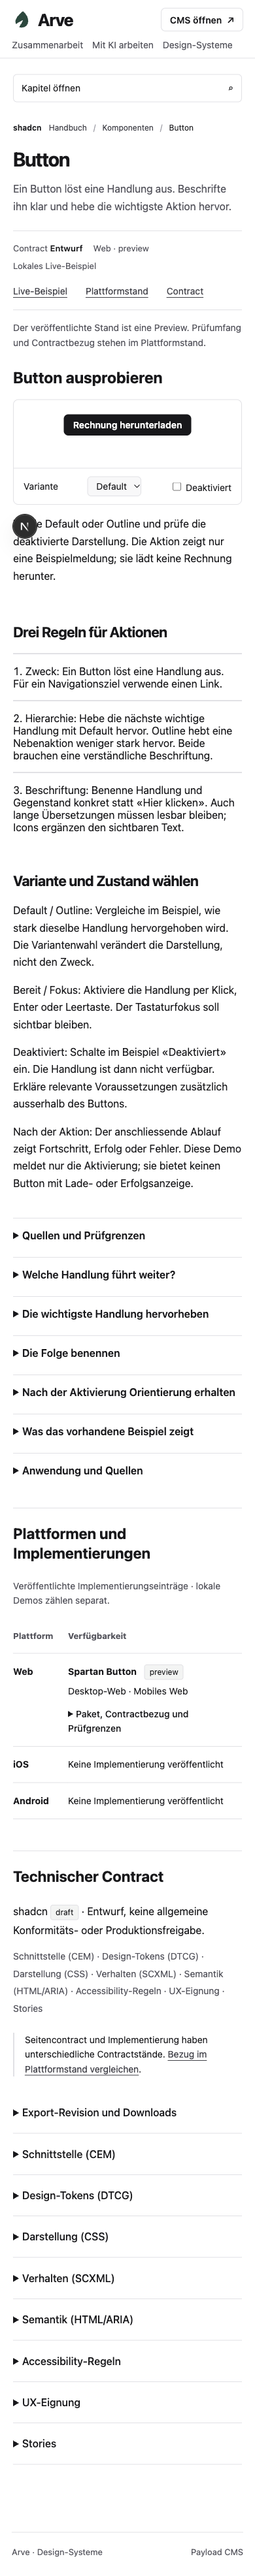 Arve
CMS öffnen ↗
Zusammenarbeit Mit KI arbeiten Design-Systeme
Kapitel öffnen
shadcn Handbuch / Komponenten / Button
Button
Ein Button löst eine Handlung aus. Beschrifte
ihn klar und hebe die wichtigste Aktion hervor.
Contract Entwurf Web · preview
Lokales Live-Beispiel
Live-Beispiel Plattformstand Contract
Der veröffentlichte Stand ist eine Preview. Prüfumfang
und Contractbezug stehen im Plattformstand.
Button ausprobieren
Rechnung herunterladen
Variante Default Deaktiviert
N
e Default oder Outline und prüfe die
deaktivierte Darstellung. Die Aktion zeigt nur
eine Beispielmeldung; sie lädt keine Rechnung
herunter.
Drei Regeln für Aktionen
1. Zweck: Ein Button löst eine Handlung aus.
Für ein Navigationsziel verwende einen Link.
2. Hierarchie: Hebe die nächste wichtige
Handlung mit Default hervor. Outline hebt eine
Nebenaktion weniger stark hervor. Beide
brauchen eine verständliche Beschriftung.
3. Beschriftung: Benenne Handlung und
Gegenstand konkret statt «Hier klicken». Auch
lange Übersetzungen müssen lesbar bleiben;
Icons ergänzen den sichtbaren Text.
Variante und Zustand wählen
Default / Outline: Vergleiche im Beispiel, wie
stark dieselbe Handlung hervorgehoben wird.
Die Variantenwahl verändert die Darstellung,
nicht den Zweck.
Bereit / Fokus: Aktiviere die Handlung per Klick,
Enter oder Leertaste. Der Tastaturfokus soll
sichtbar bleiben.
Deaktiviert: Schalte im Beispiel «Deaktiviert»
ein. Die Handlung ist dann nicht verfügbar.
Erkläre relevante Voraussetzungen zusätzlich
ausserhalb des Buttons.
Nach der Aktion: Der anschliessende Ablauf
zeigt Fortschritt, Erfolg oder Fehler. Diese Demo
meldet nur die Aktivierung; sie bietet keinen
Button mit Lade- oder Erfolgsanzeige.
Quellen und Prüfgrenzen
Welche Handlung führt weiter?
Die wichtigste Handlung hervorheben
Die Folge benennen
Nach der Aktivierung Orientierung erhalten
Was das vorhandene Beispiel zeigt
Anwendung und Quellen
Plattformen und
Implementierungen
Veröffentlichte Implementierungseinträge · lokale
Demos zählen separat.
Plattform Verfügbarkeit
Web Spartan Button preview
Desktop-Web · Mobiles Web
Paket, Contractbezug und
Prüfgrenzen
iOS Keine Implementierung veröffentlicht
Android Keine Implementierung veröffentlicht
Technischer Contract
shadcn draft · Entwurf, keine allgemeine
Konformitäts- oder Produktionsfreigabe.
Schnittstelle (CEM) · Design-Tokens (DTCG) ·
Darstellung (CSS) · Verhalten (SCXML) · Semantik
(HTML/ARIA) · Accessibility-Regeln · UX-Eignung ·
Stories
Seitencontract und Implementierung haben
unterschiedliche Contractstände. Bezug im
Plattformstand vergleichen.
Export-Revision und Downloads
Schnittstelle (CEM)
Design-Tokens (DTCG)
Darstellung (CSS)
Verhalten (SCXML)
Semantik (HTML/ARIA)
Accessibility-Regeln
UX-Eignung
Stories
Arve · Design-Systeme Payload CMS